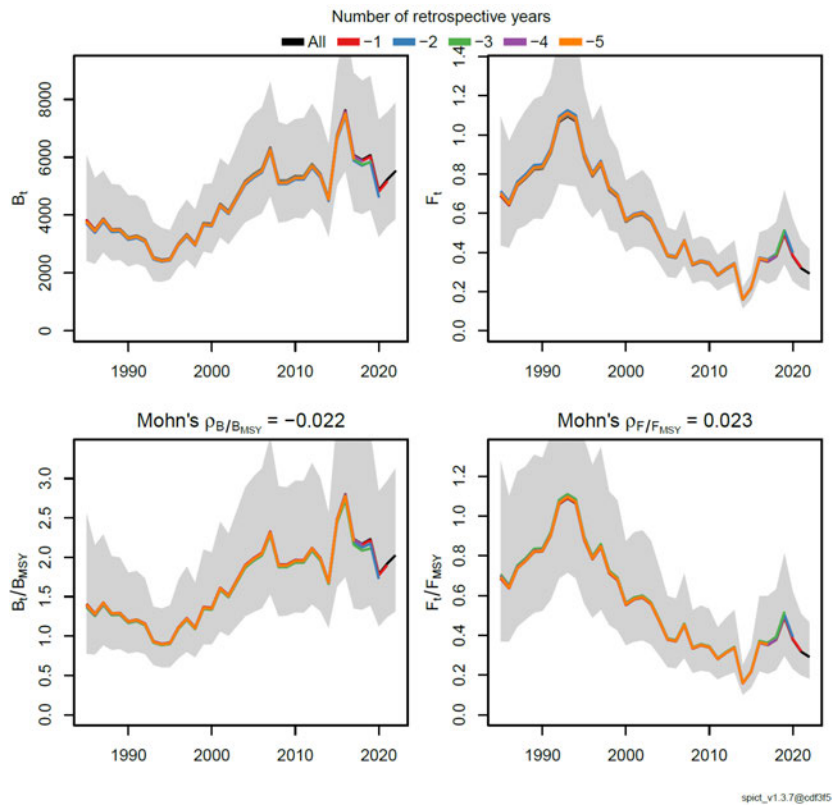 Number of retrospective years
All −1 −2 −3 −4 −5
Bt
0 2000 4000 6000 8000
1990 2000 2010 2020
Ft
0.0 0.2 0.4 0.6 0.8 1.0 1.2 1.4
1990 2000 2010 2020
Mohn's ρB/BMSY = −0.022
Bt/BMSY
0.0 0.5 1.0 1.5 2.0 2.5 3.0
1990 2000 2010 2020
Mohn's ρF/FMSY = 0.023
Ft/FMSY
0.0 0.2 0.4 0.6 0.8 1.0 1.2
1990 2000 2010 2020
spict_v1.3.7@cdf3f5